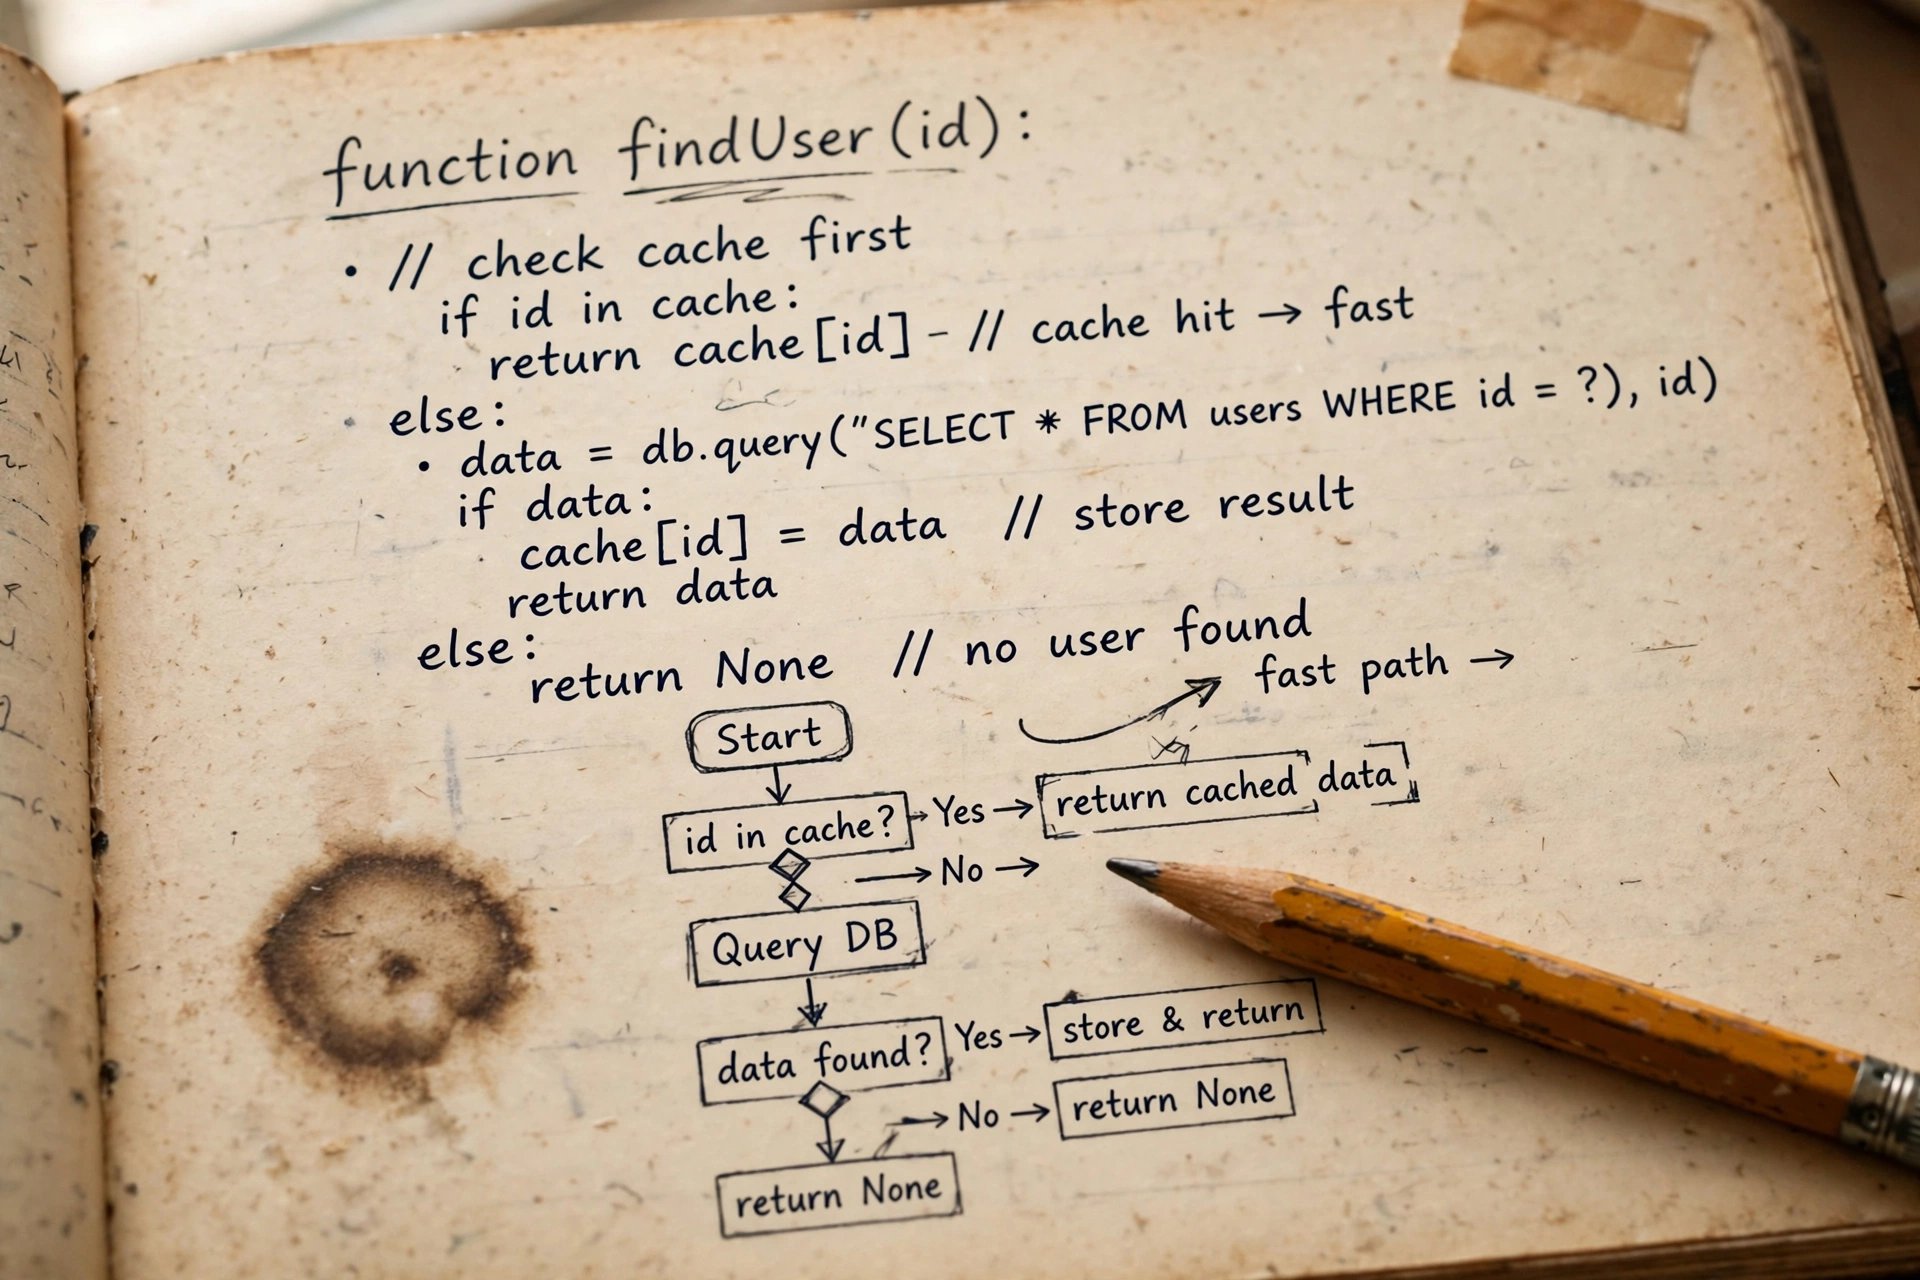 function findUser(id):
• // check cache first
if id in cache:
return cache[id] – // cache hit → fast
else:
• data = db.query("SELECT * FROM users WHERE id = ?), id)
if data:
cache[id] = data // store result
return data
else:
return None // no user found
fast path →
Start
id in cache? → Yes → return cached data
→ No →
Query DB
data found? Yes → store & return
→ No → return None
return None